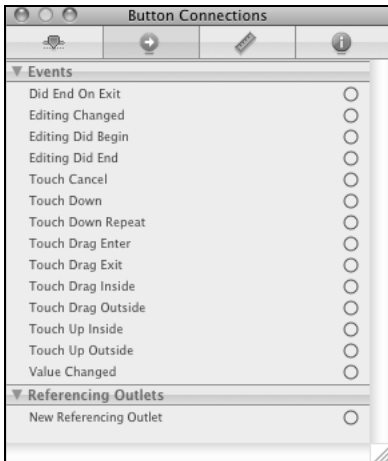 Button Connections
Events
Did End On Exit
Editing Changed
Editing Did Begin
Editing Did End
Touch Cancel
Touch Down
Touch Down Repeat
Touch Drag Enter
Touch Drag Exit
Touch Drag Inside
Touch Drag Outside
Touch Up Inside
Touch Up Outside
Value Changed
Referencing Outlets
New Referencing Outlet